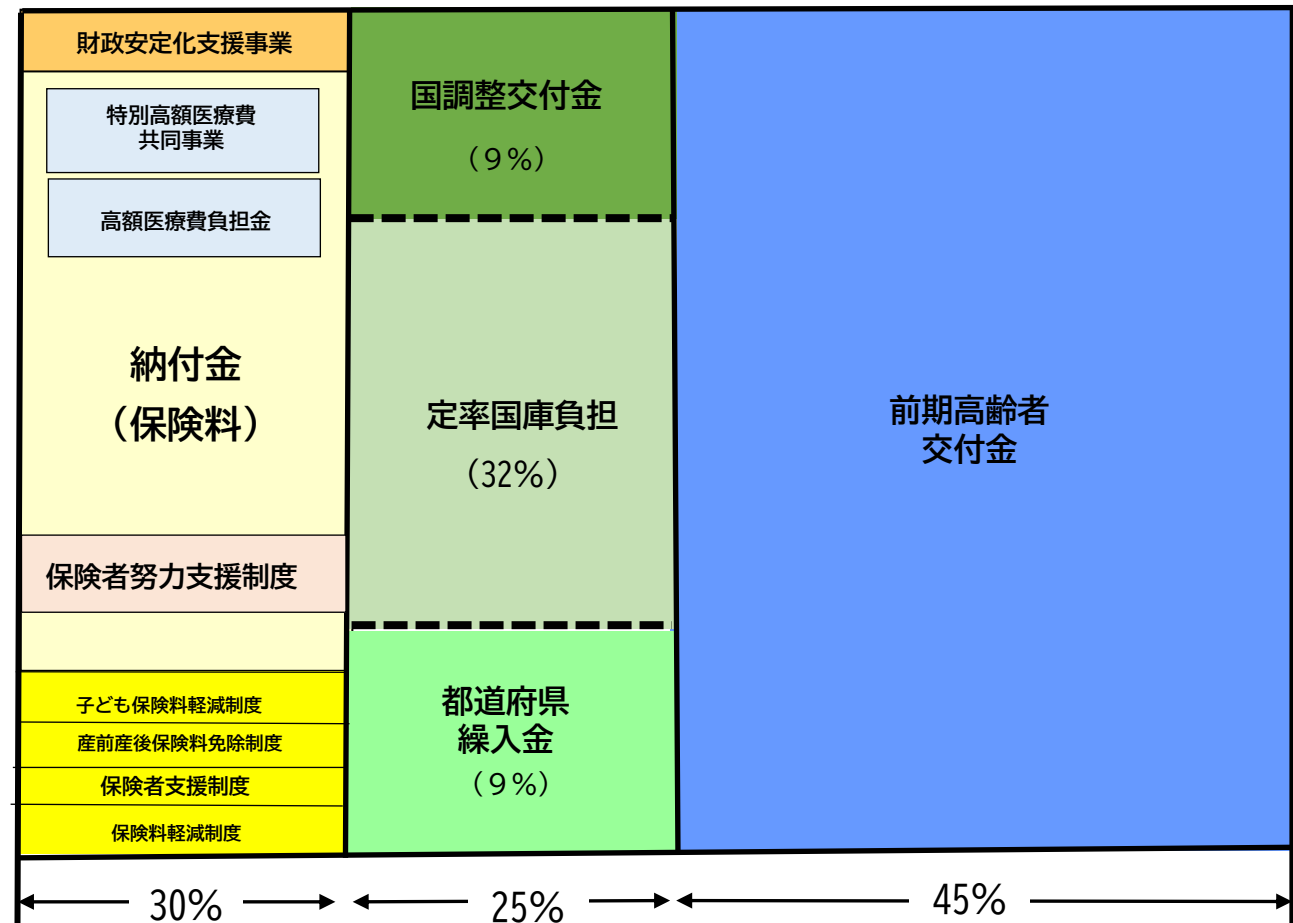 財政安定化支援事業
特別高額医療費
共同事業
高額医療費負担金
納付金
（保険料）
保険者努力支援制度
子ども保険料軽減制度
産前産後保険料免除制度
保険者支援制度
保険料軽減制度
国調整交付金
（９%）
定率国庫負担
（32%）
都道府県
繰入金
（９%）
前期高齢者
交付金
30%
25%
45%